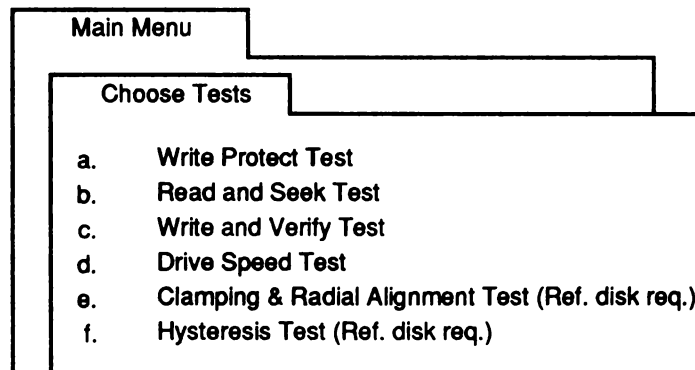 Main Menu
Choose Tests
a. Write Protect Test
b. Read and Seek Test
c. Write and Verify Test
d. Drive Speed Test
e. Clamping & Radial Alignment Test (Ref. disk req.)
f. Hysteresis Test (Ref. disk req.)